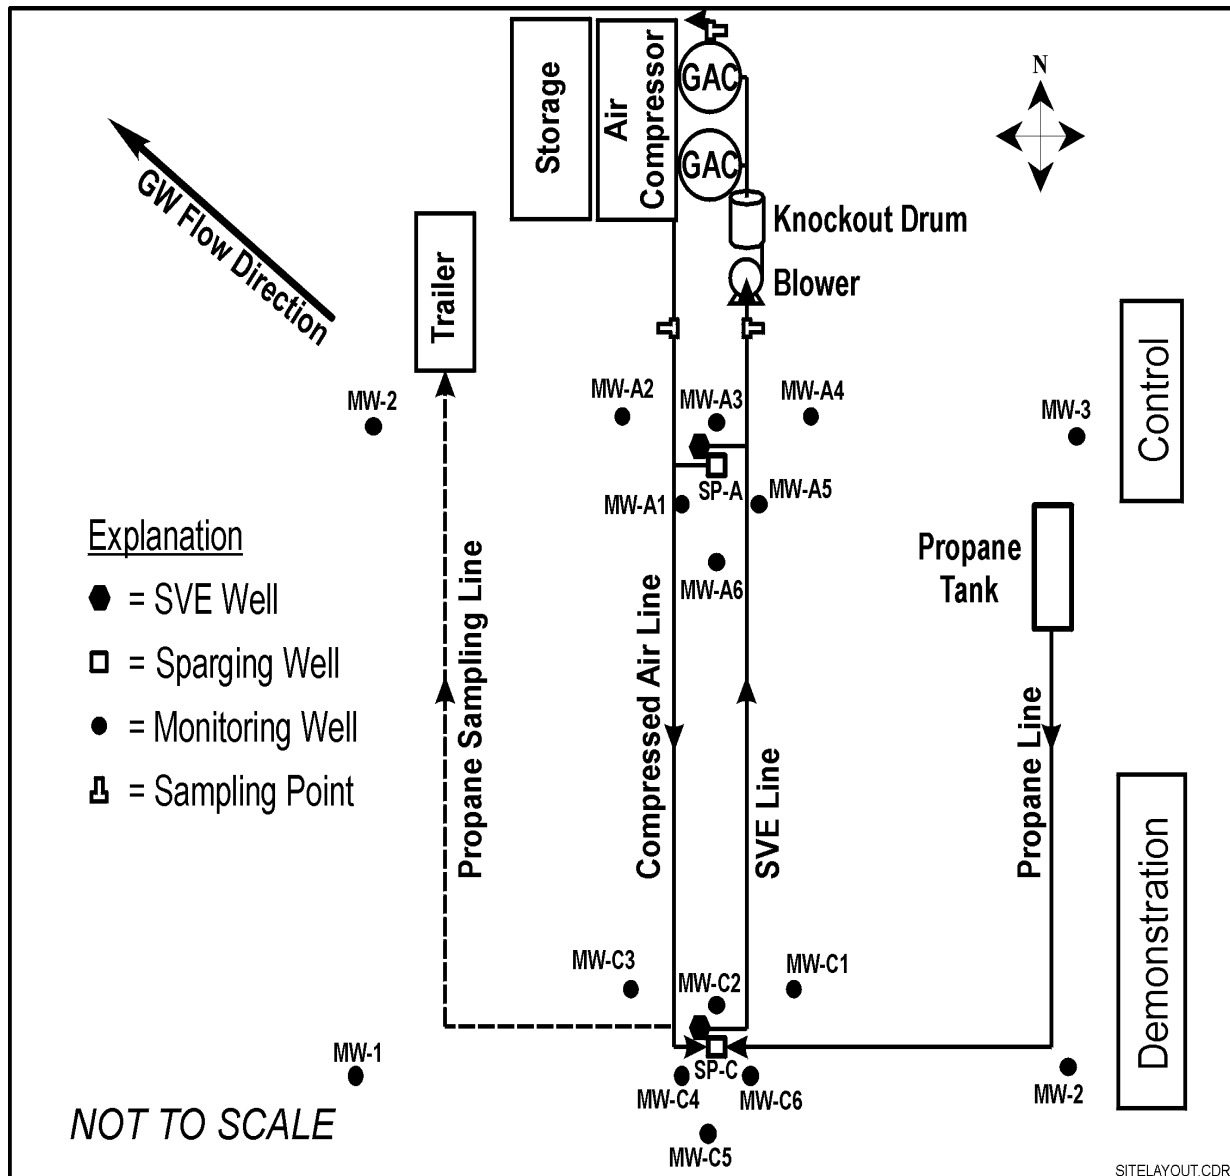 Storage
Air
Compressor
GAC
GAC
N
GW Flow Direction
Trailer
Knockout Drum
Blower
Control
MW-2
MW-A2
MW-A3
MW-A4
MW-3
SP-A
MW-A1
MW-A5
MW-A6
Propane
Tank
Explanation
= SVE Well
= Sparging Well
= Monitoring Well
= Sampling Point
Propane Sampling Line
Compressed Air Line
SVE Line
Propane Line
Demonstration
MW-C3
MW-C2
MW-C1
MW-1
SP-C
MW-C4
MW-C6
MW-2
MW-C5
NOT TO SCALE
SITELAYOUT.CDR